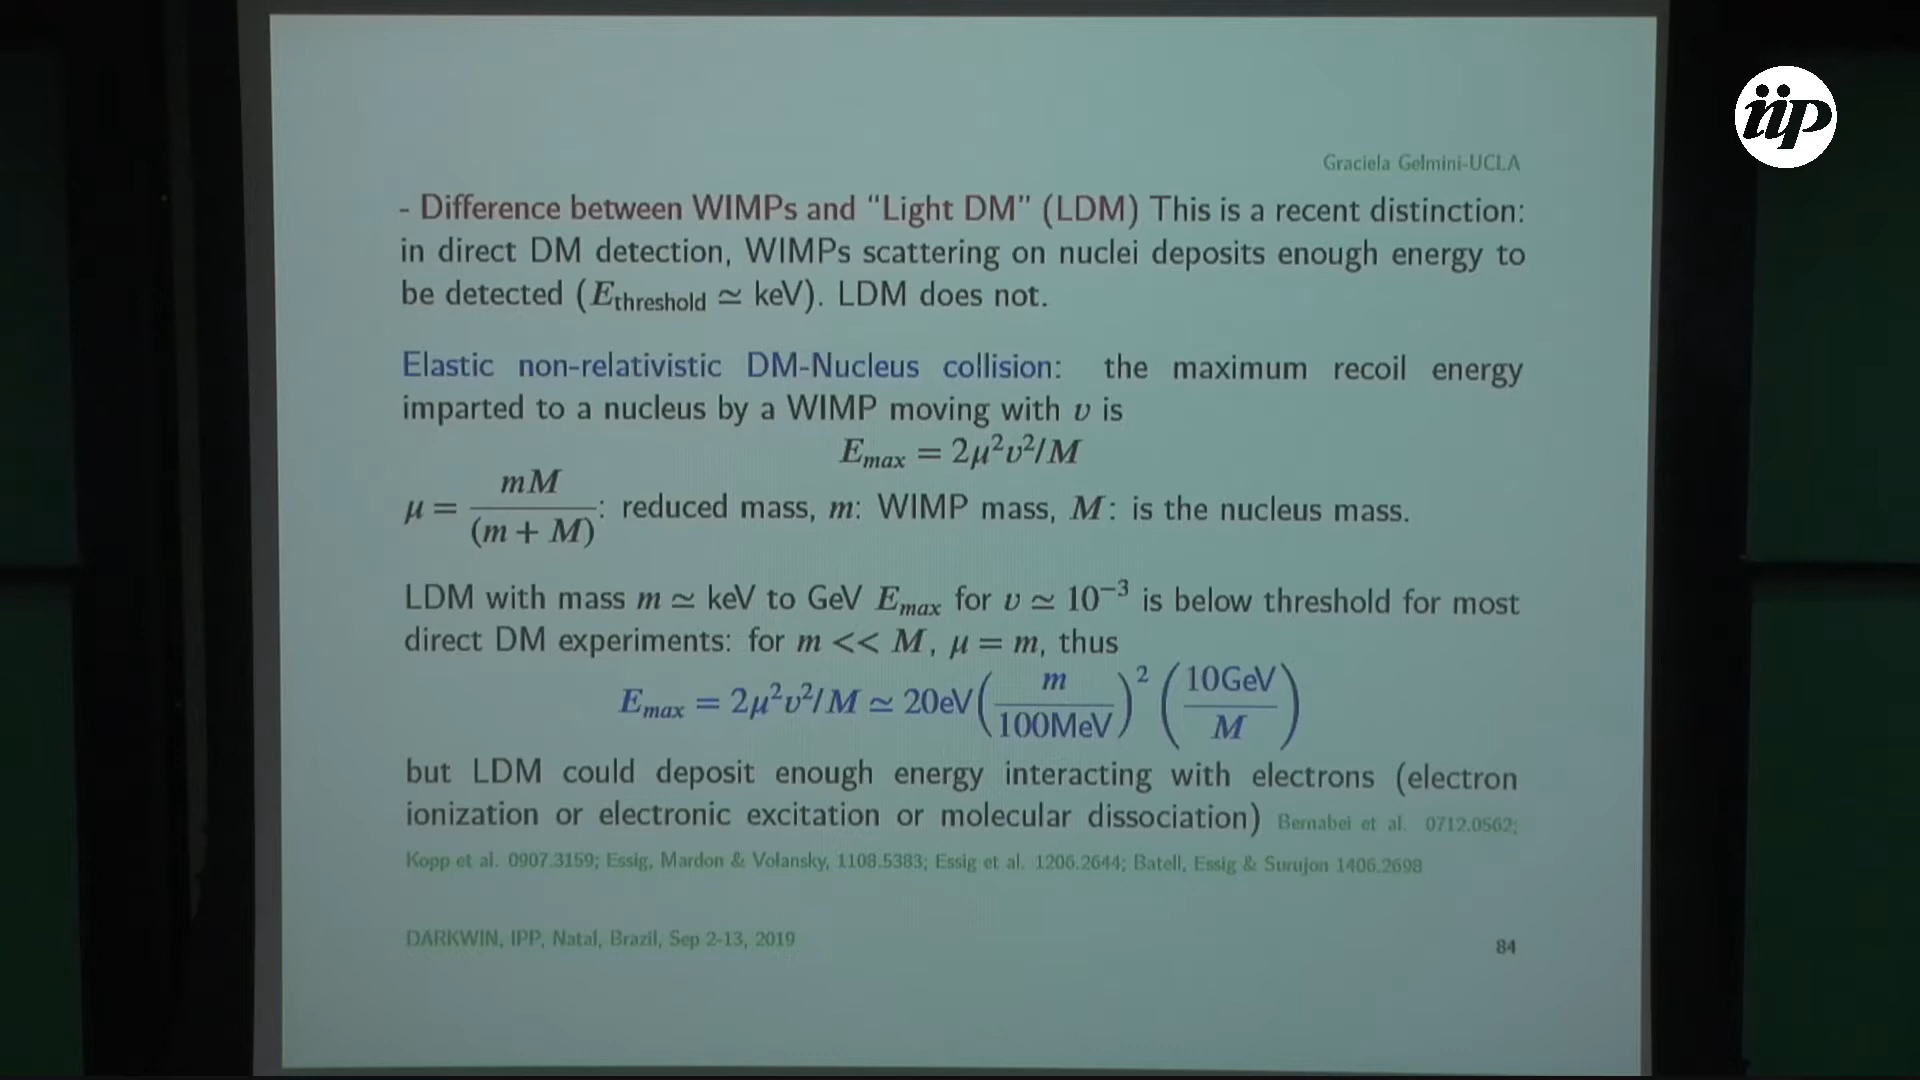 iip
Graciela Gelmini-UCLA
- Difference between WIMPs and “Light DM” (LDM) This is a recent distinction:
in direct DM detection, WIMPs scattering on nuclei deposits enough energy to
be detected (E_threshold ≃ keV). LDM does not.
Elastic non-relativistic DM-Nucleus collision: the maximum recoil energy
imparted to a nucleus by a WIMP moving with υ is
E_max = 2μ²υ²/M
μ = mM/(m + M): reduced mass, m: WIMP mass, M: is the nucleus mass.
LDM with mass m ≃ keV to GeV E_max for υ ≃ 10⁻³ is below threshold for most
direct DM experiments: for m << M, μ = m, thus
E_max = 2μ²υ²/M ≃ 20eV(m/100MeV)² (10GeV/M)
but LDM could deposit enough energy interacting with electrons (electron
ionization or electronic excitation or molecular dissociation) Bernabei et al. 0712.0562;
Kopp et al. 0907.3159; Essig, Mardon & Volansky, 1108.5383; Essig et al. 1206.2644; Batell, Essig & Surujon 1406.2698
DARKWIN, IPP, Natal, Brazil, Sep 2-13, 2019
84